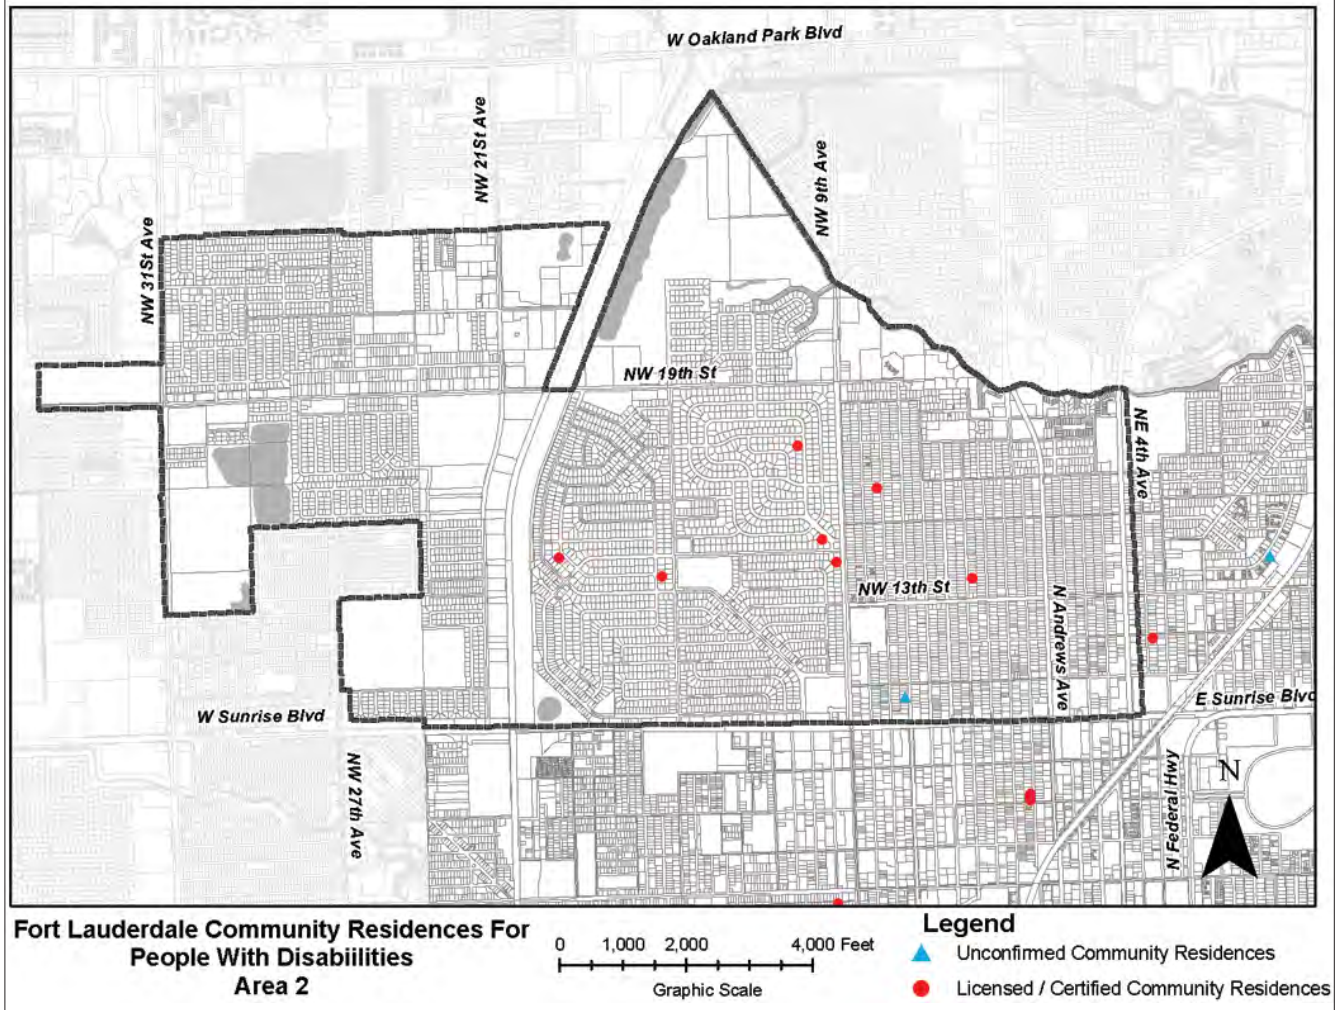 W Oakland Park Blvd
NW 21St Ave
NW 9th Ave
NW 31St Ave
NW 19th St
NE 4th Ave
NW 13th St
N Andrews Ave
E Sunrise Blvd
W Sunrise Blvd
NW 27th Ave
N Federal Hwy
N
Fort Lauderdale Community Residences For
People With Disabiilities
Area 2
0 1,000 2,000 4,000 Feet
Graphic Scale
Legend
Unconfirmed Community Residences
Licensed / Certified Community Residences